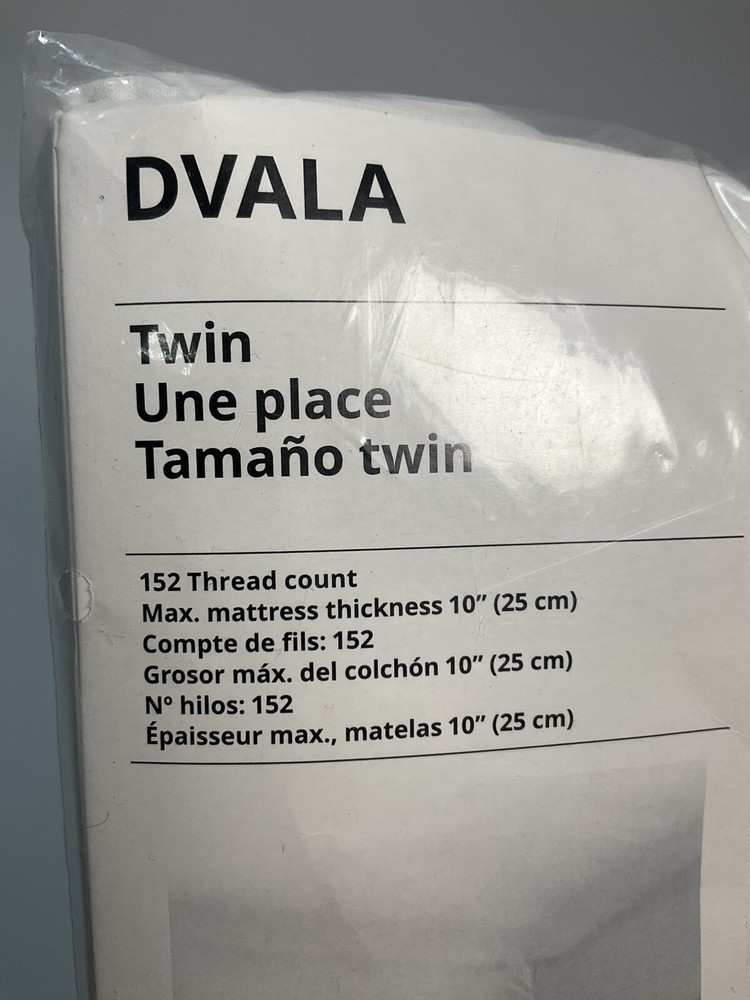 DVALA
Twin
Une place
Tamaño twin
152 Thread count
Max. mattress thickness 10” (25 cm)
Compte de fils: 152
Grosor máx. del colchón 10” (25 cm)
Nº hilos: 152
Épaisseur max., matelas 10” (25 cm)